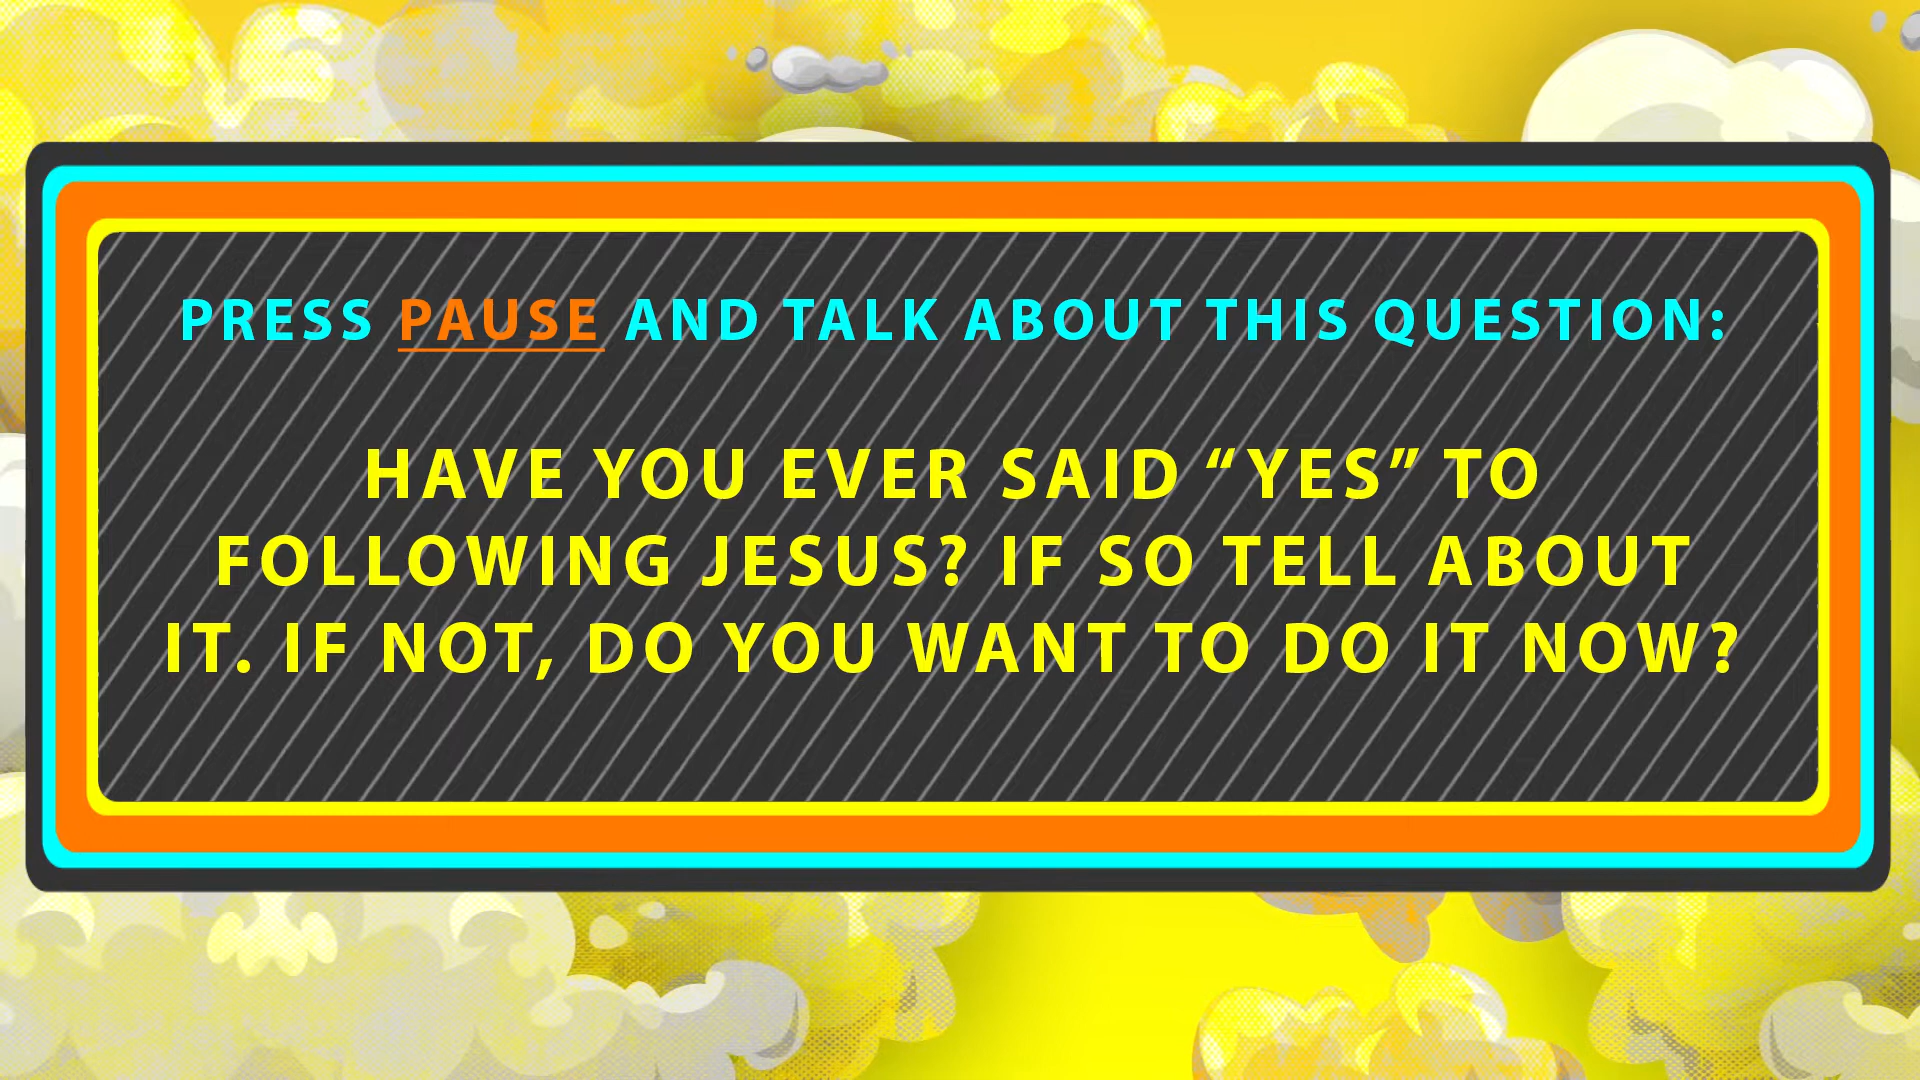 PRESS PAUSE AND TALK ABOUT THIS QUESTION:
HAVE YOU EVER SAID “YES” TO
FOLLOWING JESUS? IF SO TELL ABOUT
IT. IF NOT, DO YOU WANT TO DO IT NOW?